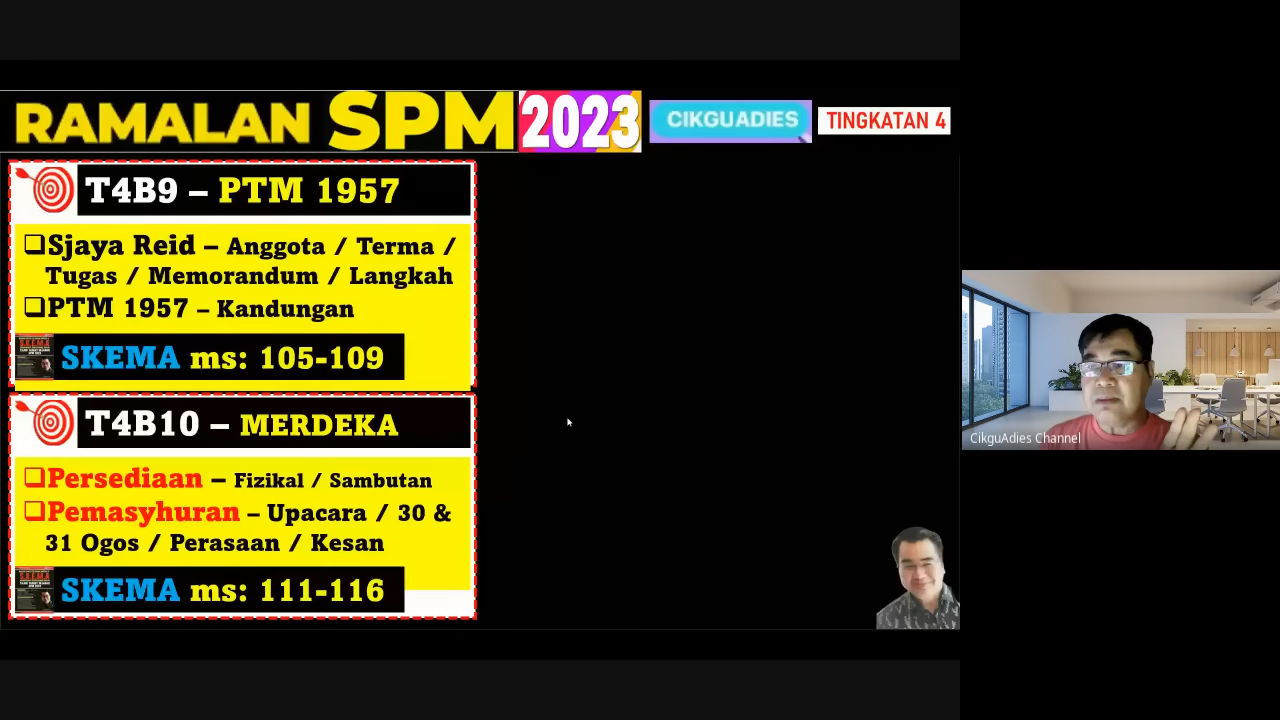 RAMALAN SPM 2023 CIKGUADIES TINGKATAN 4
T4B9 – PTM 1957
❑Sjaya Reid – Anggota / Terma /
Tugas / Memorandum / Langkah
❑PTM 1957 – Kandungan
SKEMA
SKEMA ms: 105-109
T4B10 – MERDEKA
❑Persediaan – Fizikal / Sambutan
❑Pemasyhuran – Upacara / 30 &
31 Ogos / Perasaan / Kesan
SKEMA
SKEMA ms: 111-116
CikguAdies Channel